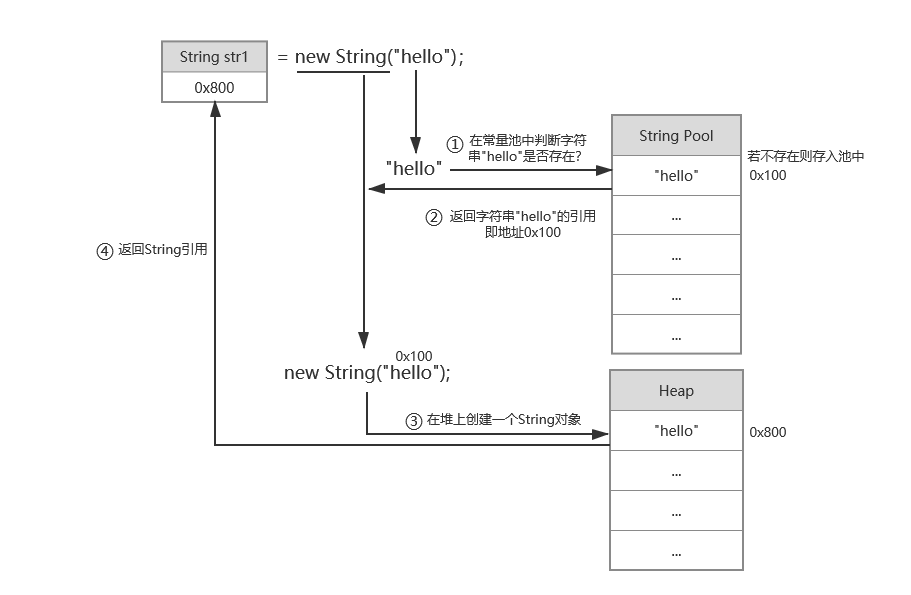 String str1
= new String("hello");
0x800
① 在常量池中判断字符
串"hello"是否存在?
"hello"
String Pool
若不存在则存入池中
"hello"
0x100
...
...
...
...
② 返回字符串"hello"的引用
即地址0x100
④ 返回String引用
0x100
new String("hello");
③ 在堆上创建一个String对象
Heap
"hello"
0x800
...
...
...